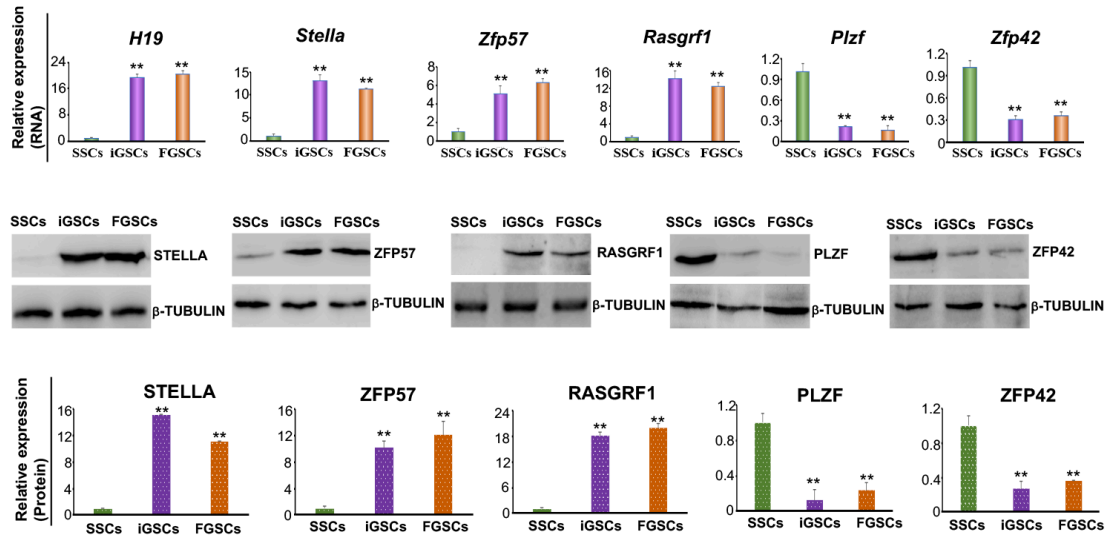 Relative expression
(RNA)
H19
24
16
8
0
**
**
SSCs iGSCs FGSCs
Stella
15
10
5
0
**
**
SSCs iGSCs FGSCs
Zfp57
8
6
4
2
0
**
**
SSCs iGSCs FGSCs
Rasgrf1
16
12
8
4
0
**
**
SSCs iGSCs FGSCs
Plzf
1.2
0.9
0.6
0.3
0
**
**
SSCs iGSCs FGSCs
Zfp42
1.2
0.9
0.6
0.3
0
**
**
SSCs iGSCs FGSCs
SSCs iGSCs FGSCs
STELLA
β-TUBULIN
SSCs iGSCs FGSCs
ZFP57
β-TUBULIN
SSCs iGSCs FGSCs
RASGRF1
β-TUBULIN
SSCs iGSCs FGSCs
PLZF
β-TUBULIN
SSCs iGSCs FGSCs
ZFP42
β-TUBULIN
Relative expression
(Protein)
STELLA
16
12
8
4
0
**
**
SSCs iGSCs FGSCs
ZFP57
16
12
8
4
0
**
**
SSCs iGSCs FGSCs
RASGRF1
25
20
15
10
5
0
**
**
SSCs iGSCs FGSCs
PLZF
1.2
0.8
0.4
0
**
**
SSCs iGSCs FGSCs
ZFP42
1.2
0.8
0.4
0
**
**
SSCs iGSCs FGSCs